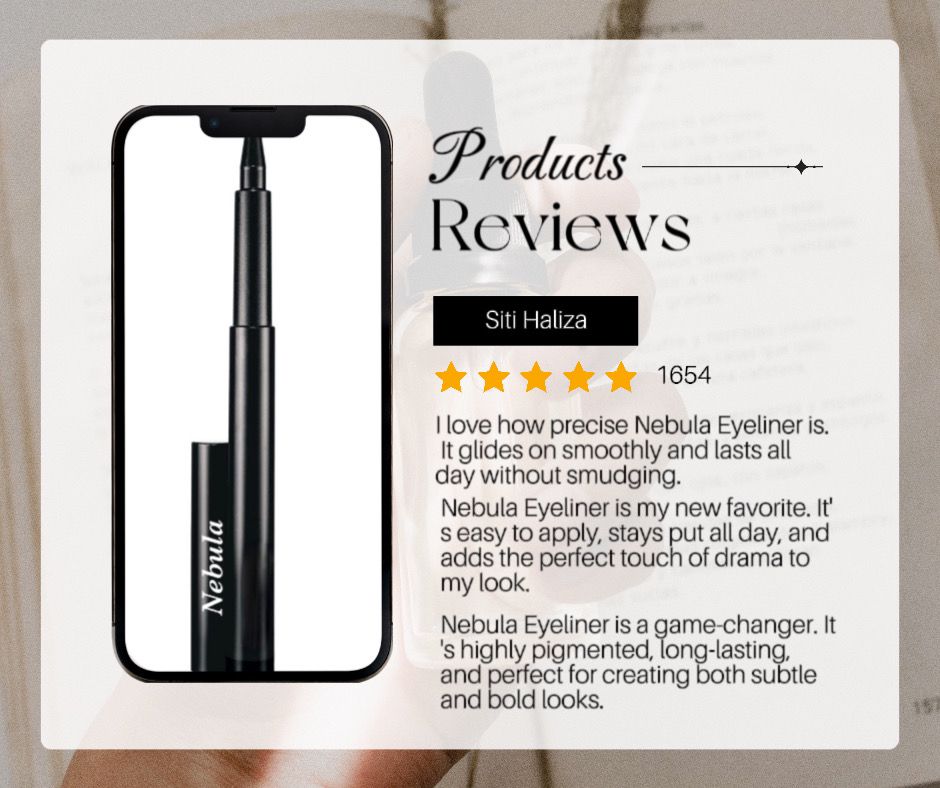 Products
Reviews
Siti Haliza
1654
I love how precise Nebula Eyeliner is.
It glides on smoothly and lasts all
day without smudging.
Nebula Eyeliner is my new favorite. It'
s easy to apply, stays put all day, and
adds the perfect touch of drama to
my look.
Nebula Eyeliner is a game-changer. It
's highly pigmented, long-lasting,
and perfect for creating both subtle
and bold looks.
Nebula